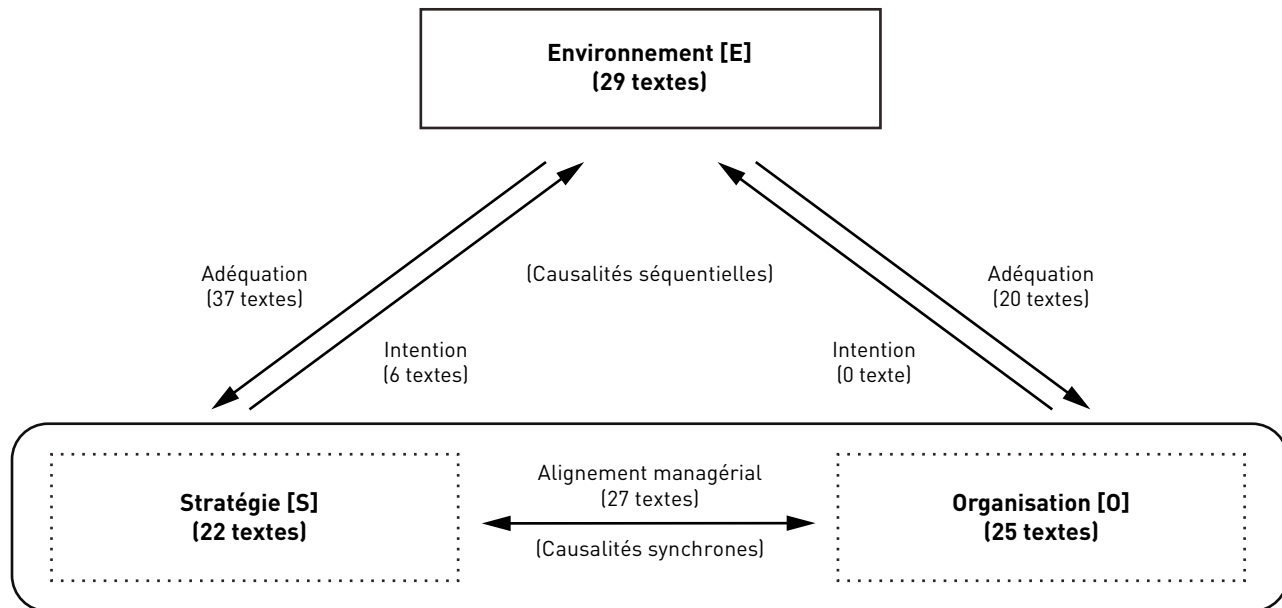 Environnement [E]
(29 textes)
Adéquation
(37 textes)
(Causalités séquentielles)
Adéquation
(20 textes)
Intention
(6 textes)
Intention
(0 texte)
Stratégie [S]
(22 textes)
Alignement managérial
(27 textes)
(Causalités synchrones)
Organisation [O]
(25 textes)